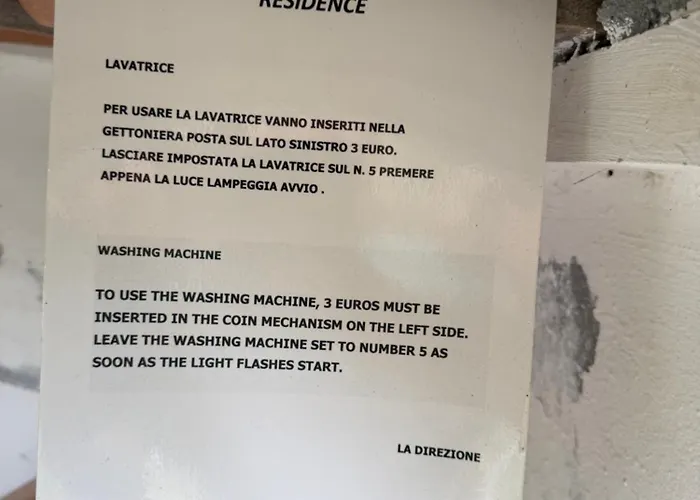 RESIDENCE
LAVATRICE
PER USARE LA LAVATRICE VANNO INSERITI NELLA
GETTONIERA POSTA SUL LATO SINISTRO 3 EURO.
LASCIARE IMPOSTATA LA LAVATRICE SUL N. 5 PREMERE
APPENA LA LUCE LAMPEGGIA AVVIO .
WASHING MACHINE
TO USE THE WASHING MACHINE, 3 EUROS MUST BE
INSERTED IN THE COIN MECHANISM ON THE LEFT SIDE.
LEAVE THE WASHING MACHINE SET TO NUMBER 5 AS
SOON AS THE LIGHT FLASHES START.
LA DIREZIONE